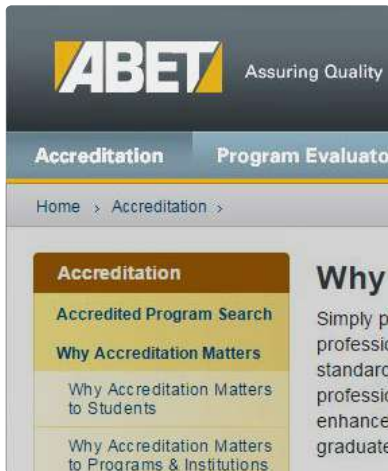 ABET
Assuring Quality
Accreditation
Home > Accreditation >
Accreditation
Accredited Program Search
Why Accreditation Matters
Why Accreditation Matters
to Students
Why Accreditation Matters
to Programs & Institutions
Program Evaluato
Why
Simply p
professio
standard
professio
enhance
graduate